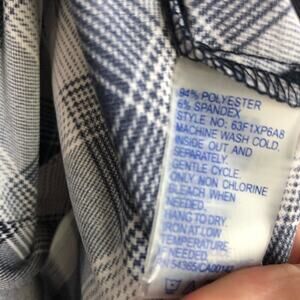 94% POLYESTER
6% SPANDEX
STYLE NO: 63F1XP6A8
MACHINE WASH COLD.
INSIDE OUT AND
SEPARATELY.
GENTLE CYCLE.
ONLY NON CHLORINE
BLEACH WHEN
NEEDED.
HANG TO DRY.
IRON AT LOW
TEMPERATURE.
NEEDED.